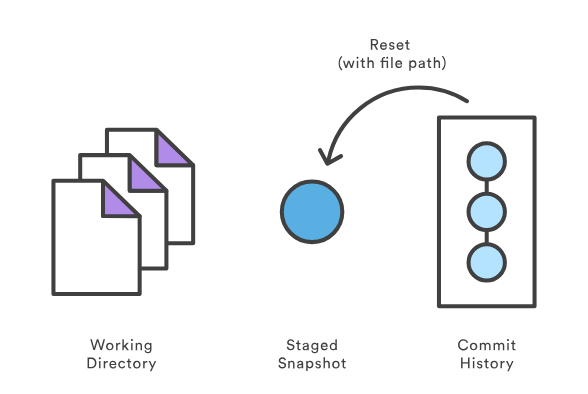 Reset
(with file path)
Working
Directory
Staged
Snapshot
Commit
History